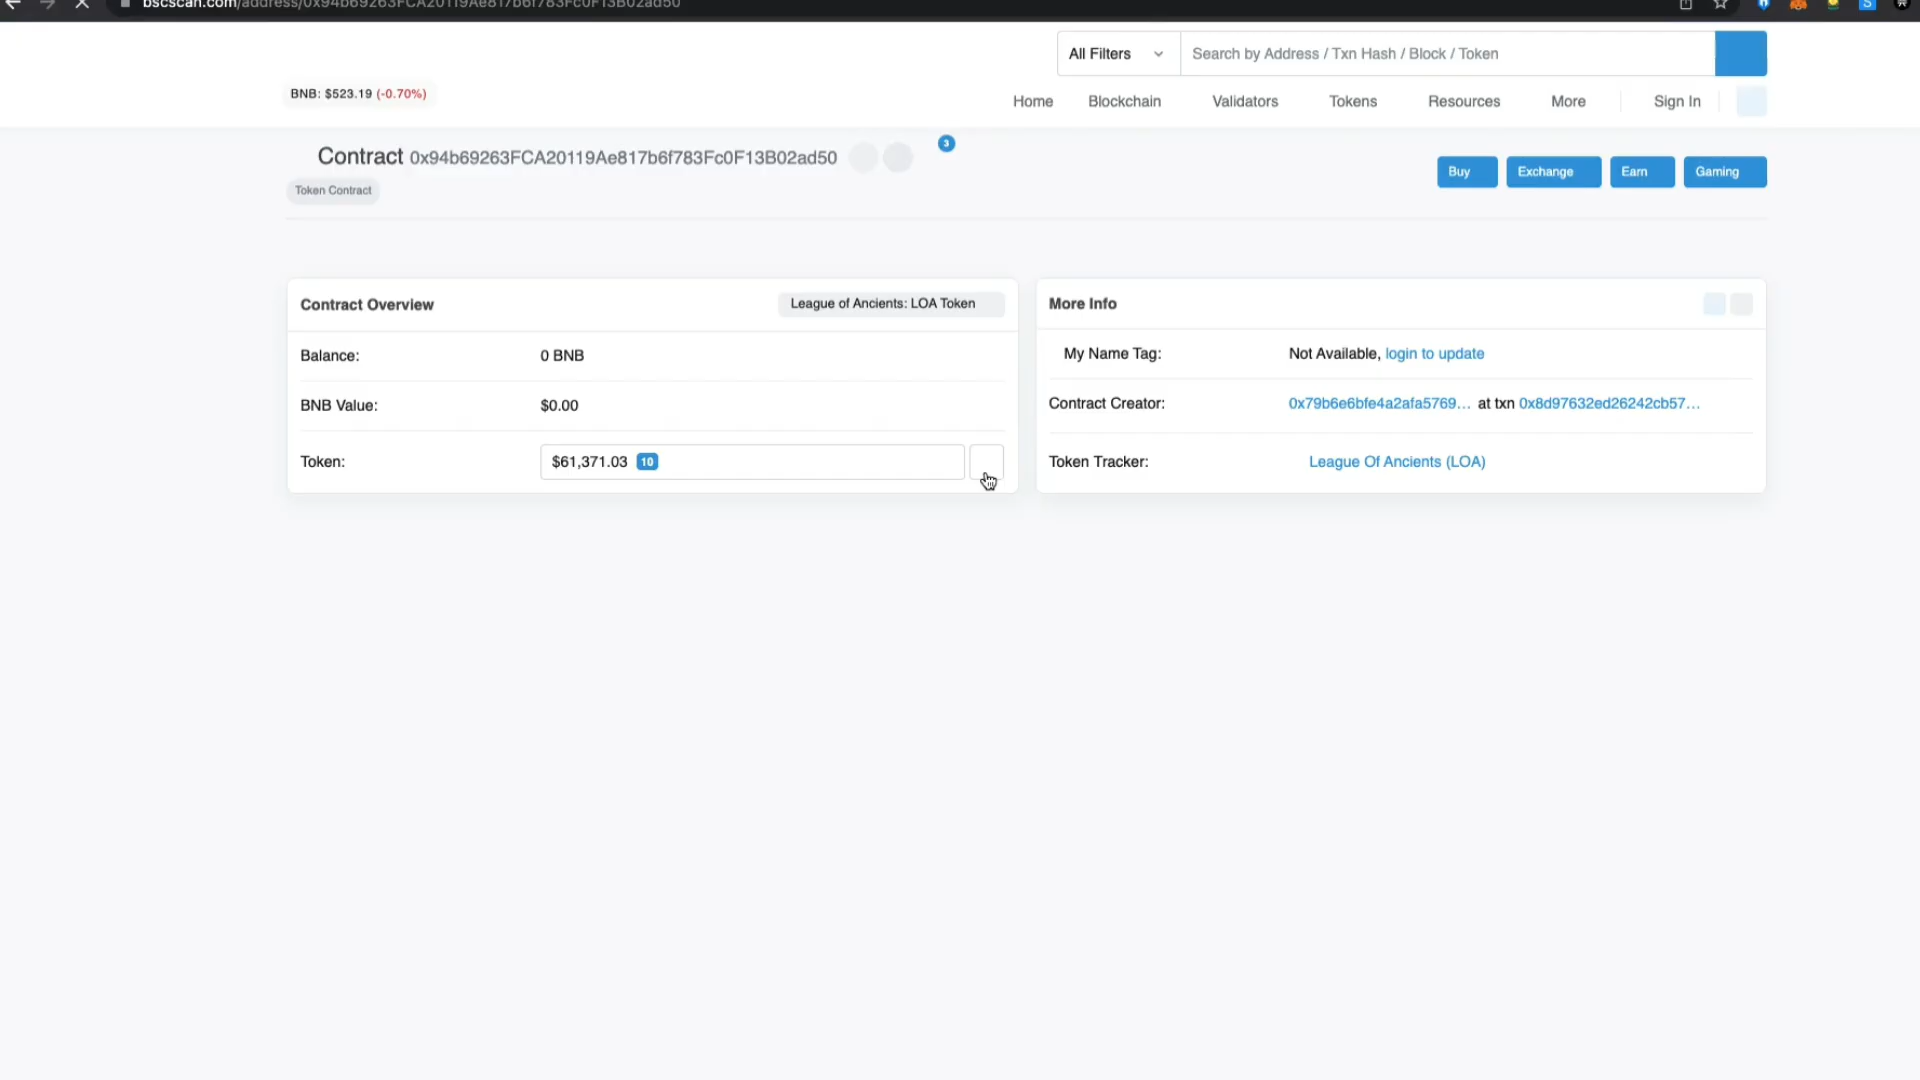 bscscan.com/address/0x94b69263FCA20119Ae817b6f783Fc0F13B02ad50
All Filters
Search by Address / Txn Hash / Block / Token
BNB: $523.19 (-0.70%)
Home Blockchain Validators Tokens Resources More Sign In
3
Contract 0x94b69263FCA20119Ae817b6f783Fc0F13B02ad50
Buy Exchange Earn Gaming
Token Contract
Contract Overview League of Ancients: LOA Token
Balance: 0 BNB
BNB Value: $0.00
Token: $61,371.03 10
More Info
My Name Tag: Not Available, login to update
Contract Creator: 0x79b6e6bfe4a2afa5769... at txn 0x8d97632ed26242cb57...
Token Tracker: League Of Ancients (LOA)